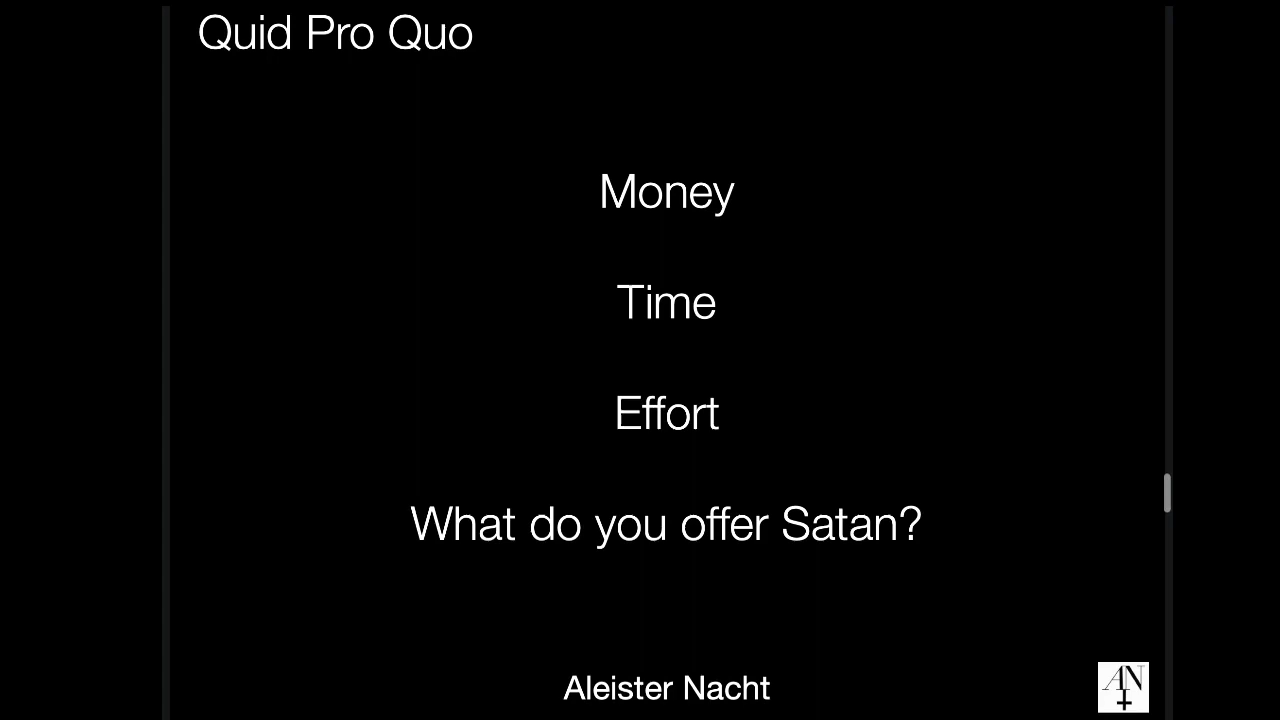 Quid Pro Quo
Money
Time
Effort
What do you offer Satan?
Aleister Nacht
AN